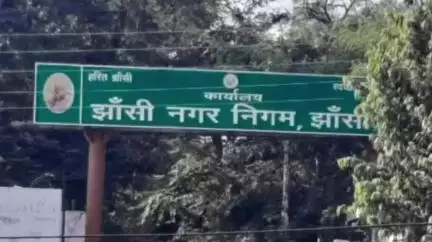 हरित झाँसी
कार्यालय
झाँसी नगर निगम, झाँसी